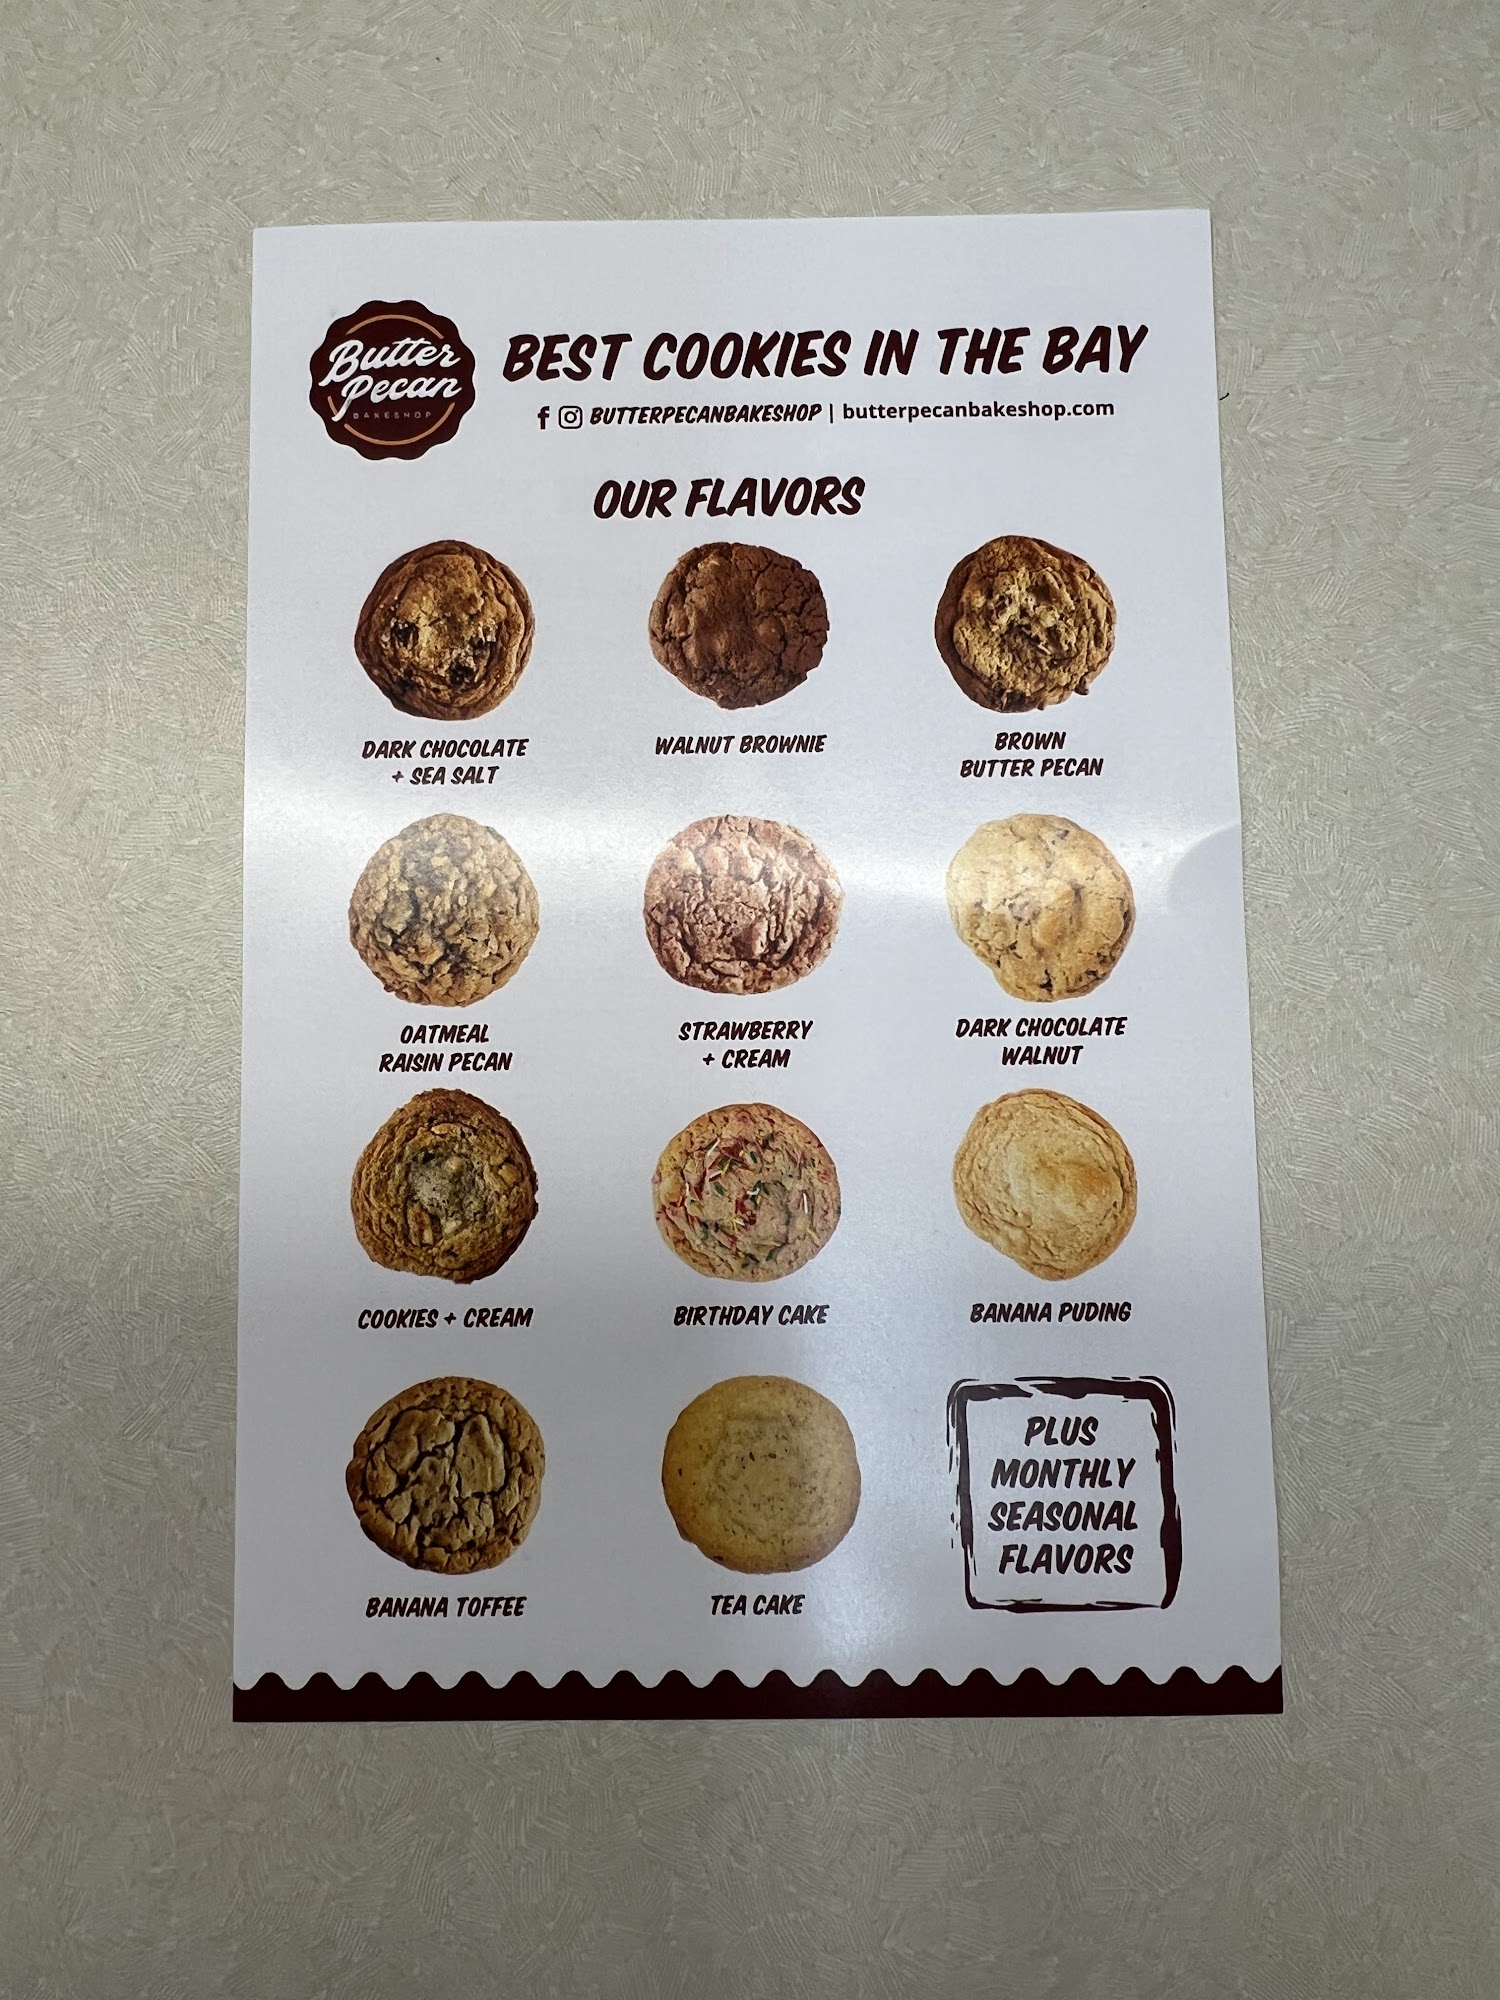 Butter
Pecan
BAKESHOP
BEST COOKIES IN THE BAY
BUTTERPECANBAKESHOP | butterpecanbakeshop.com
OUR FLAVORS
DARK CHOCOLATE
+ SEA SALT
WALNUT BROWNIE
BROWN
BUTTER PECAN
OATMEAL
RAISIN PECAN
STRAWBERRY
+ CREAM
DARK CHOCOLATE
WALNUT
COOKIES + CREAM
BIRTHDAY CAKE
BANANA PUDING
BANANA TOFFEE
TEA CAKE
PLUS
MONTHLY
SEASONAL
FLAVORS